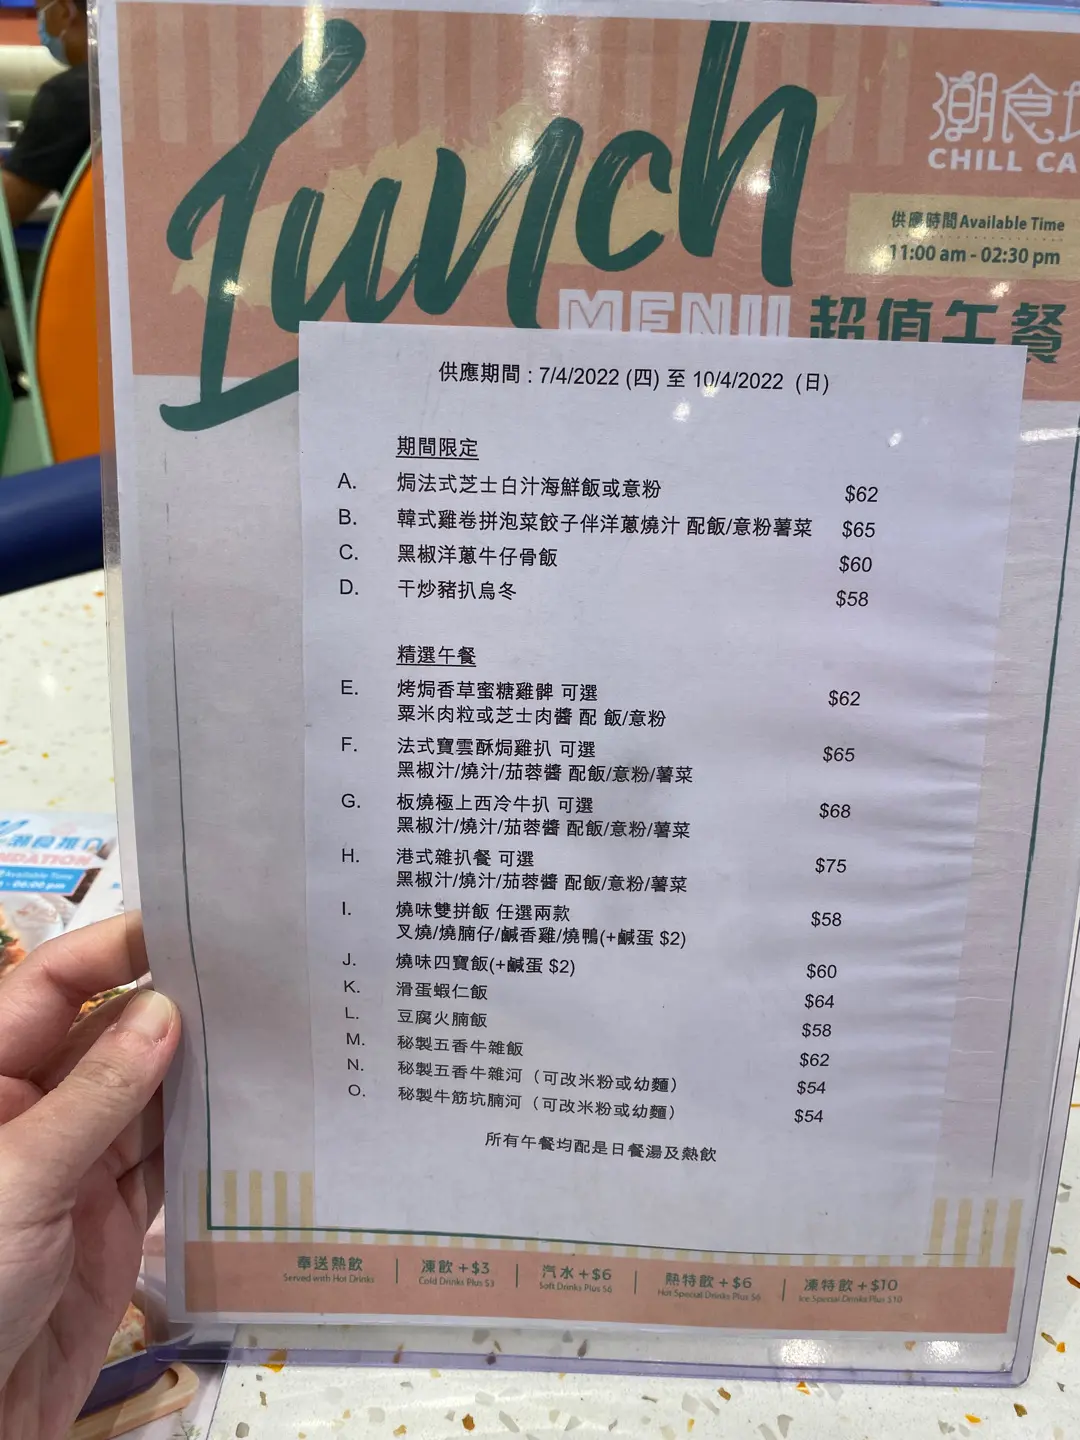 Lunch
潮食
CHILL CA
供應時間 Available Time
11:00 am - 02:30 pm
MENU 超值午餐
供應期間 : 7/4/2022 (四) 至 10/4/2022 (日)
期間限定
A. 焗法式芝士白汁海鮮飯或意粉 $62
B. 韓式雞卷拼泡菜餃子伴洋蔥燒汁 配飯/意粉薯菜 $65
C. 黑椒洋蔥牛仔骨飯 $60
D. 干炒豬扒烏冬 $58
精選午餐
E. 烤焗香草蜜糖雞髀 可選 $62
粟米肉粒或芝士肉醬 配 飯/意粉
F. 法式寶雲酥焗雞扒 可選 $65
黑椒汁/燒汁/茄蓉醬 配飯/意粉/薯菜
G. 板燒極上西冷牛扒 可選 $68
黑椒汁/燒汁/茄蓉醬 配飯/意粉/薯菜
H. 港式雜扒餐 可選 $75
黑椒汁/燒汁/茄蓉醬 配飯/意粉/薯菜
I. 燒味雙拼飯 任選兩款 $58
叉燒/燒腩仔/鹹香雞/燒鴨(+鹹蛋 $2)
J. 燒味四寶飯(+鹹蛋 $2) $60
K. 滑蛋蝦仁飯 $64
L. 豆腐火腩飯 $58
M. 秘製五香牛雜飯 $62
N. 秘製五香牛雜河（可改米粉或幼麵） $54
O. 秘製牛筋坑腩河（可改米粉或幼麵） $54
所有午餐均配是日餐湯及熱飲
奉送熱飲 凍飲+$3 汽水+$6 熱特飲+$6 凍特飲+$10
Served with Hot Drinks Cold Drinks Plus $3 Soft Drinks Plus $6 Hot Special Drinks Plus $6 Ice Special Drinks Plus $10
潮食推介
NDATION
Available Time
- 06:00 pm